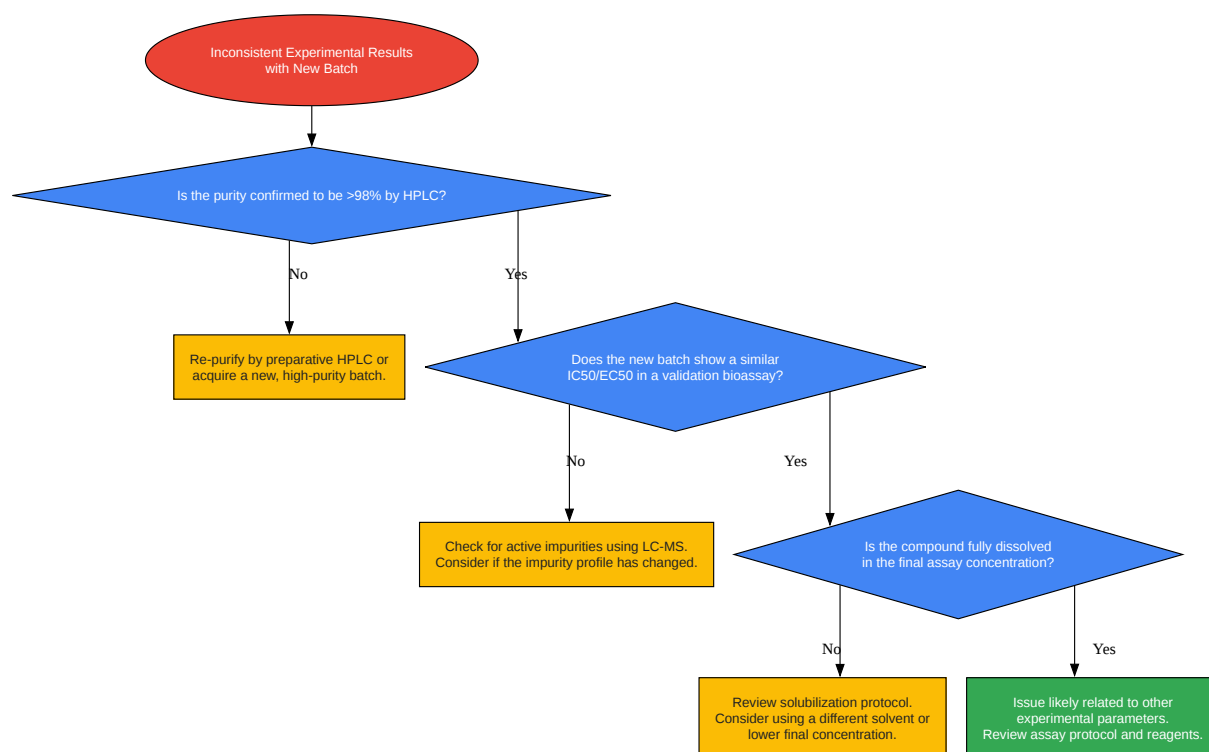 Inconsistent Experimental Results
with New Batch
Is the purity confirmed to be >98% by HPLC?
No
Yes
Re-purify by preparative HPLC or
acquire a new, high-purity batch.
Does the new batch show a similar
IC50/EC50 in a validation bioassay?
No
Yes
Check for active impurities using LC-MS.
Consider if the impurity profile has changed.
Is the compound fully dissolved
in the final assay concentration?
No
Yes
Review solubilization protocol.
Consider using a different solvent or
lower final concentration.
Issue likely related to other
experimental parameters.
Review assay protocol and reagents.